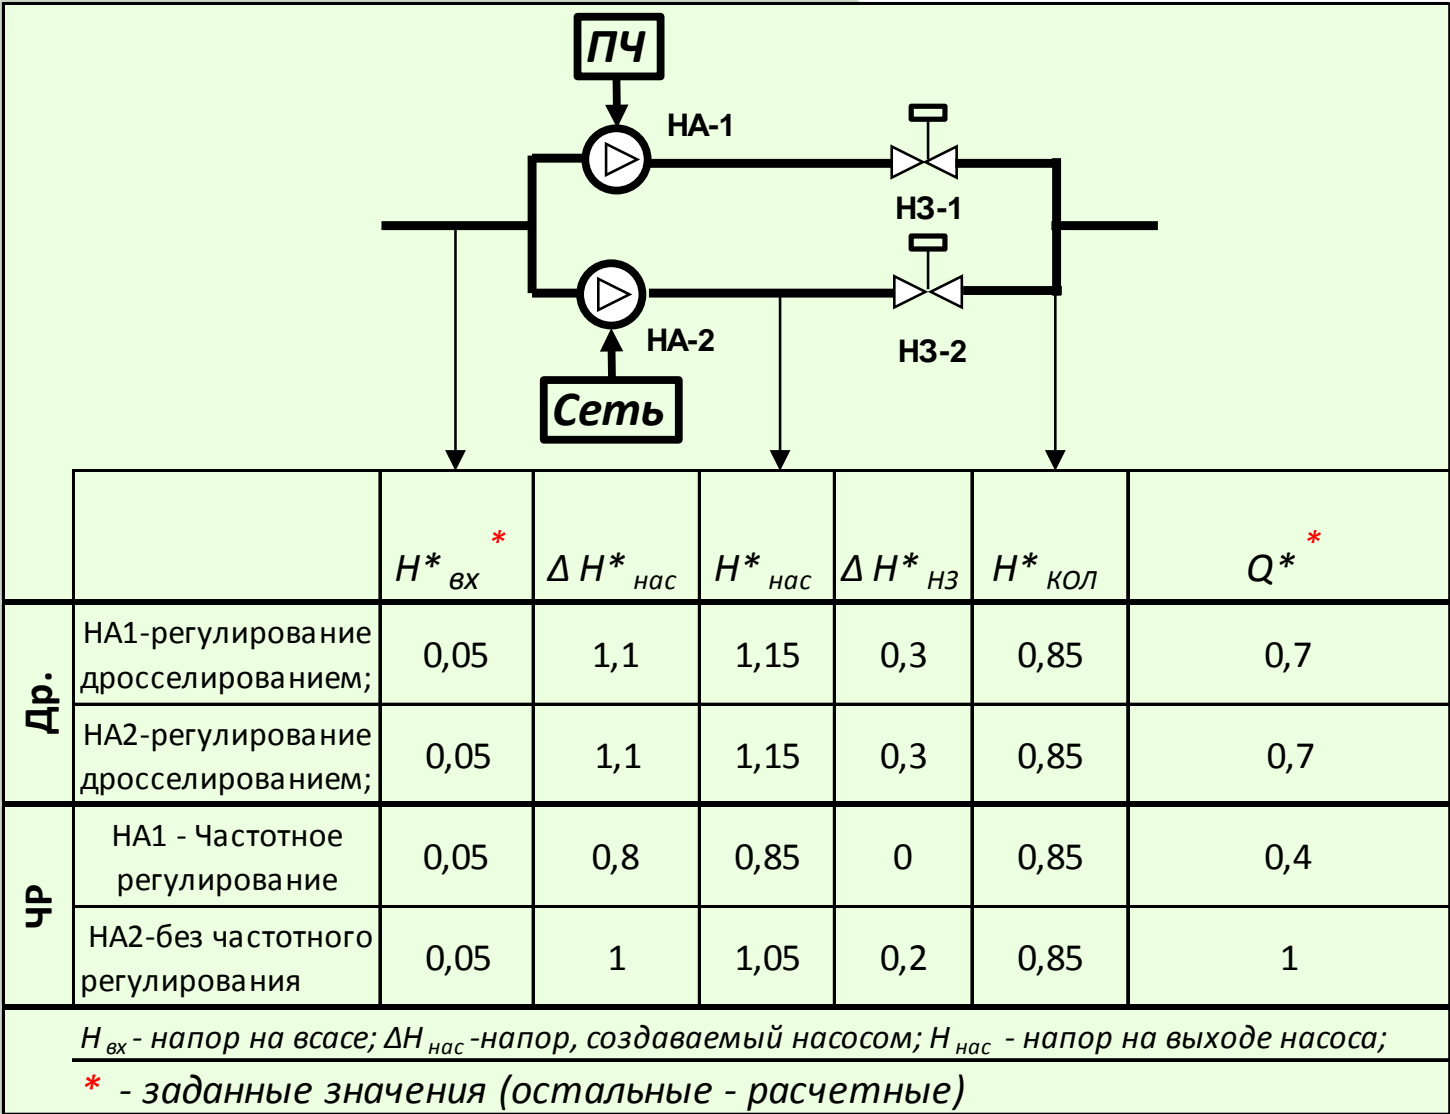 ПЧ
НА-1
НЗ-1
НА-2
НЗ-2
Сеть
H* вх * Δ H* нас H* нас Δ H* НЗ H* КОЛ Q* *
Др.
НА1-регулирование
дросселированием;
0,05 1,1 1,15 0,3 0,85 0,7
НА2-регулирование
дросселированием;
0,05 1,1 1,15 0,3 0,85 0,7
ЧР
НА1 - Частотное
регулирование
0,05 0,8 0,85 0 0,85 0,4
НА2-без частотного
регулирования
0,05 1 1,05 0,2 0,85 1
H вх - напор на всасе; ΔH нас -напор, создаваемый насосом; H нас - напор на выходе насоса;
* - заданные значения (остальные - расчетные)